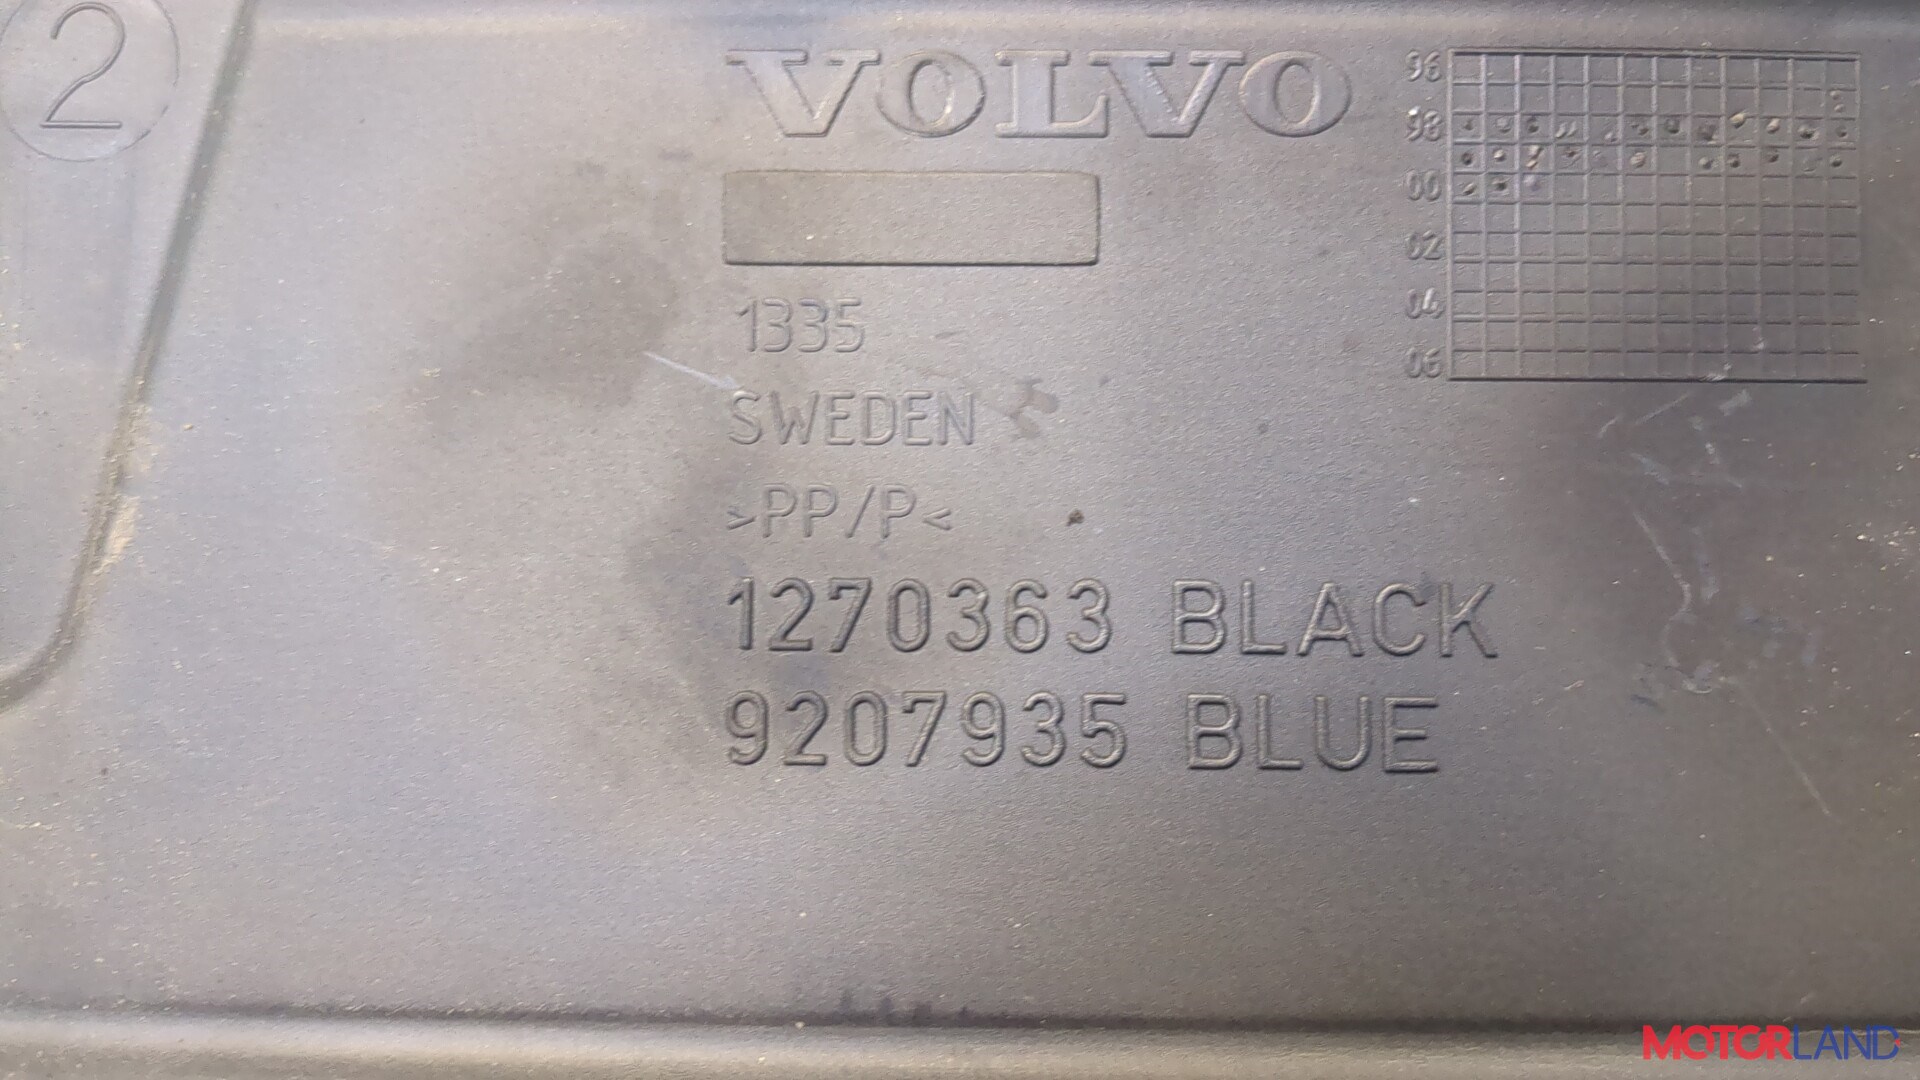 2
VOLVO
96
98
00
02
04
06
1335
SWEDEN
>PP/P<
1270363 BLACK
9207935 BLUE
MOTORLAND